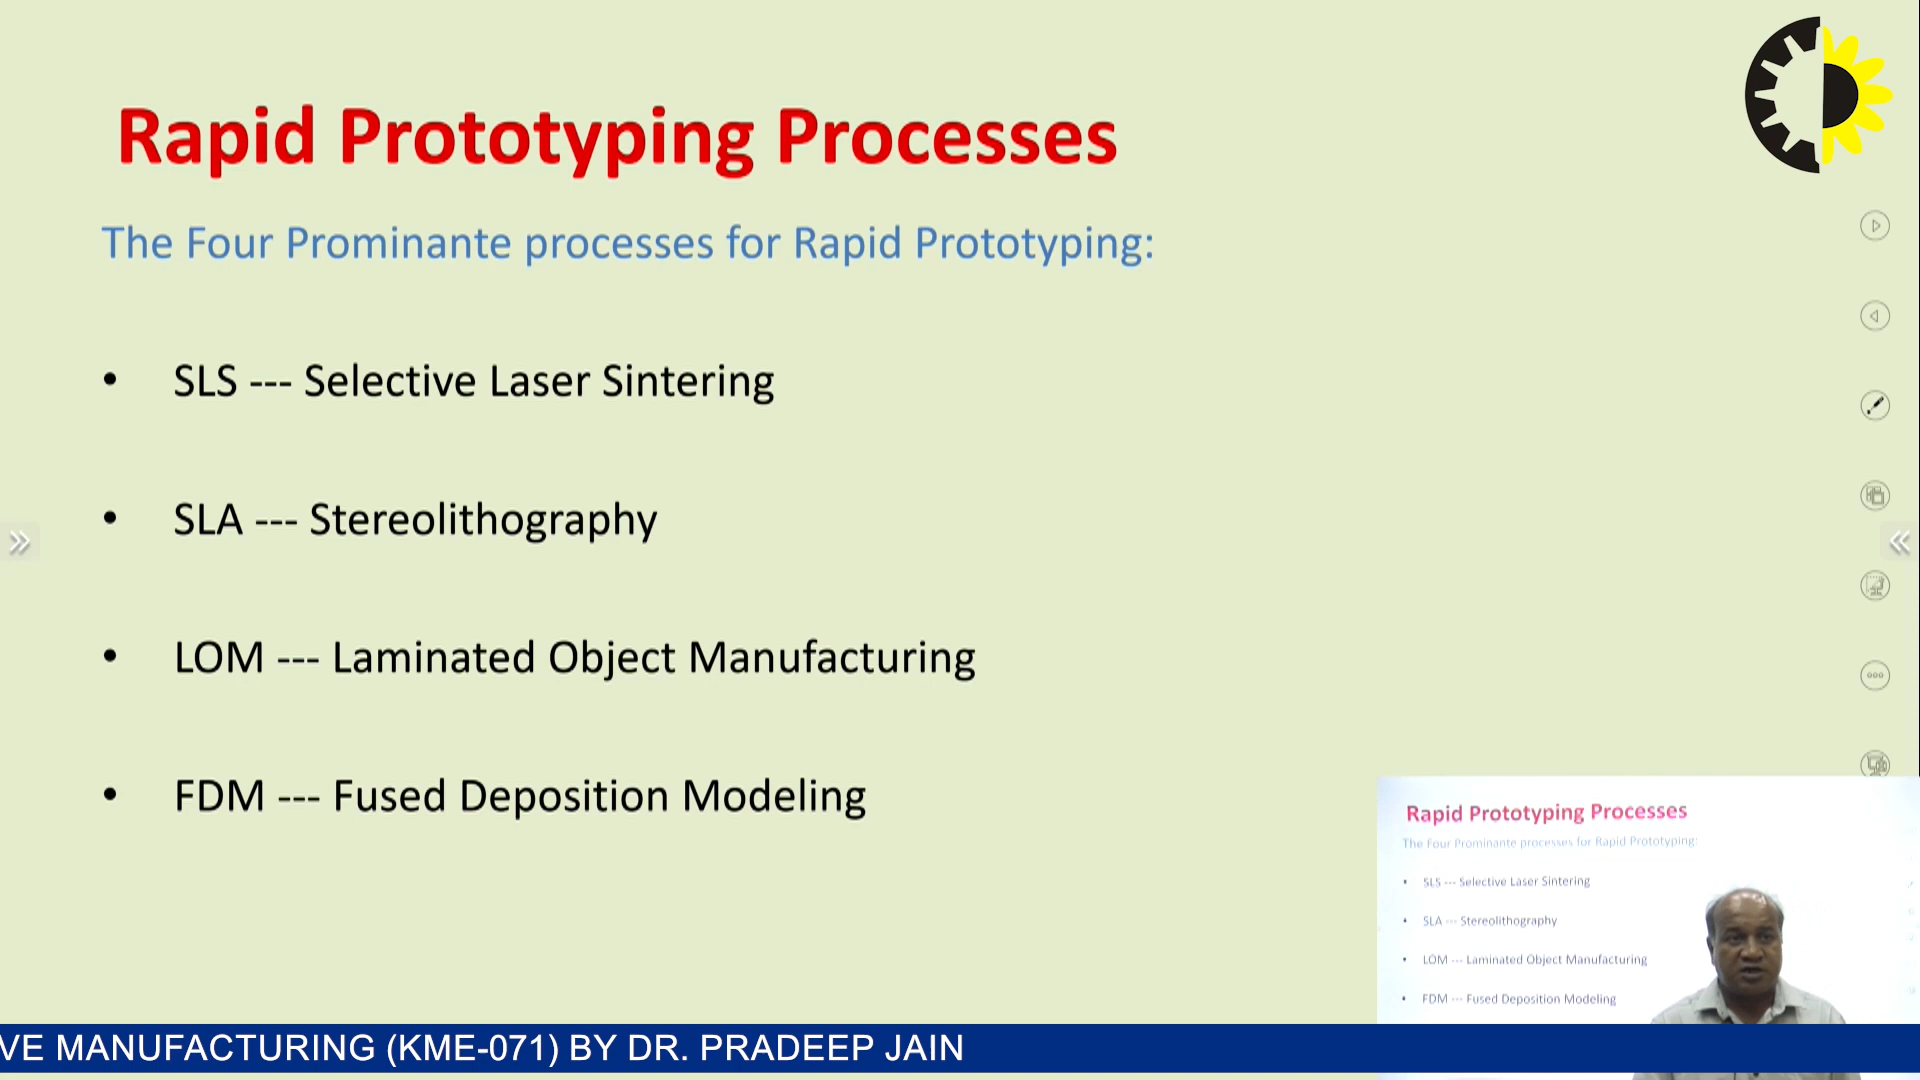 Rapid Prototyping Processes
The Four Prominante processes for Rapid Prototyping:
• SLS --- Selective Laser Sintering
• SLA --- Stereolithography
• LOM --- Laminated Object Manufacturing
• FDM --- Fused Deposition Modeling
Rapid Prototyping Processes
The Four Prominante processes for Rapid Prototyping:
• SLS --- Selective Laser Sintering
• SLA --- Stereolithography
• LOM --- Laminated Object Manufacturing
• FDM --- Fused Deposition Modeling
VE MANUFACTURING (KME-071) BY DR. PRADEEP JAIN